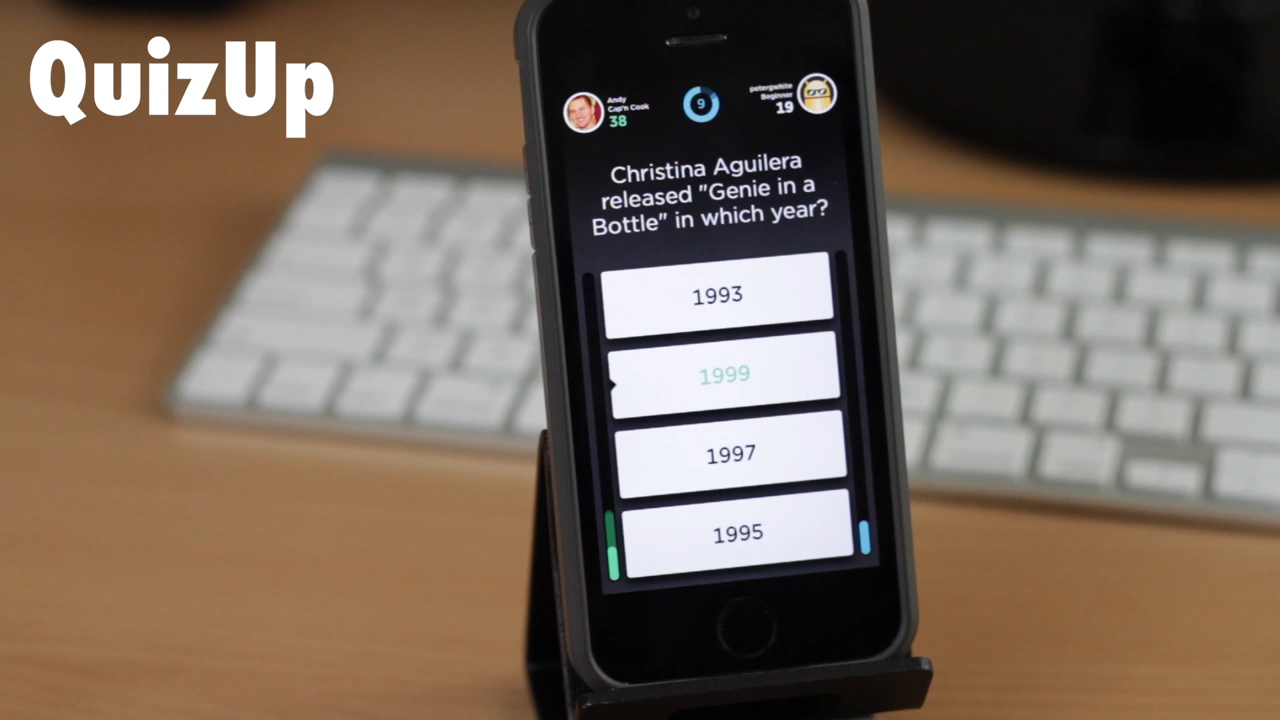 QuizUp
Andy
Cap'n Cook
38
9
petergwhite
Beginner
19
Christina Aguilera
released "Genie in a
Bottle" in which year?
1993
1999
1997
1995